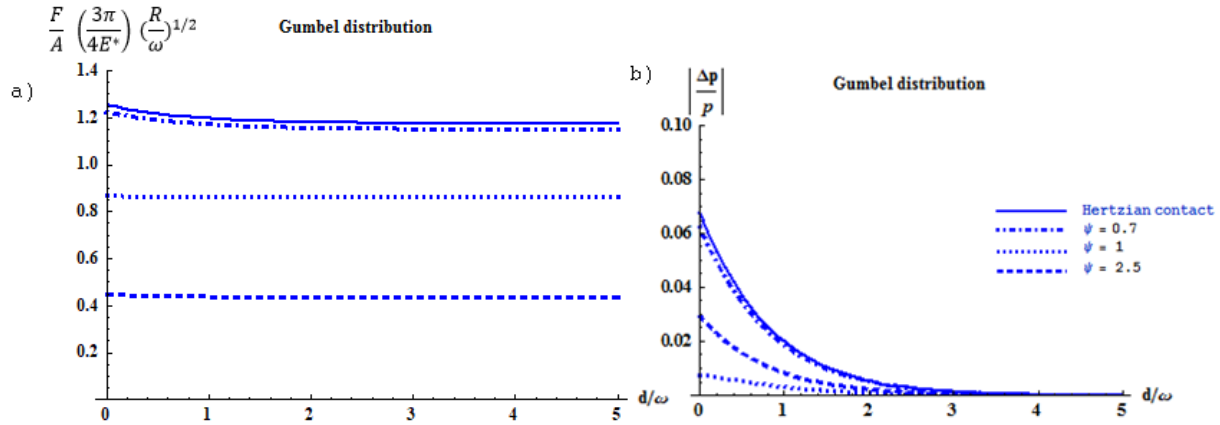 F/A (3π/4E*) (R/ω)^1/2
Gumbel distribution
a)
1.4
1.2
1.0
0.8
0.6
0.4
0.2
0 1 2 3 4 5 d/ω
b)
|Δp/p|
Gumbel distribution
0.10
0.08
0.06
0.04
0.02
0 1 2 3 4 5 d/ω
Hertzian contact
ψ = 0.7
ψ = 1
ψ = 2.5